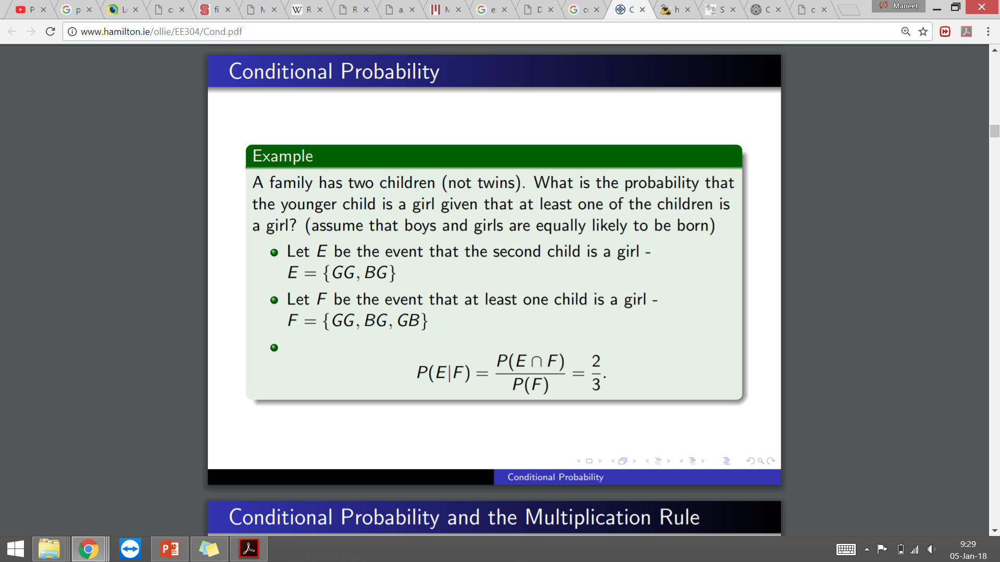 P
p
L
c
fi
M
R
R
a
M
e
D
c
C
h
S
C
c
Maneet
www.hamilton.ie/ollie/EE304/Cond.pdf
Conditional Probability
Example
A family has two children (not twins). What is the probability that
the younger child is a girl given that at least one of the children is
a girl? (assume that boys and girls are equally likely to be born)
Let E be the event that the second child is a girl -
E = {GG, BG}
Let F be the event that at least one child is a girl -
F = {GG, BG, GB}
P(E|F) = P(E ∩ F) / P(F) = 2/3.
Conditional Probability
Conditional Probability and the Multiplication Rule
9:29
05-Jan-18